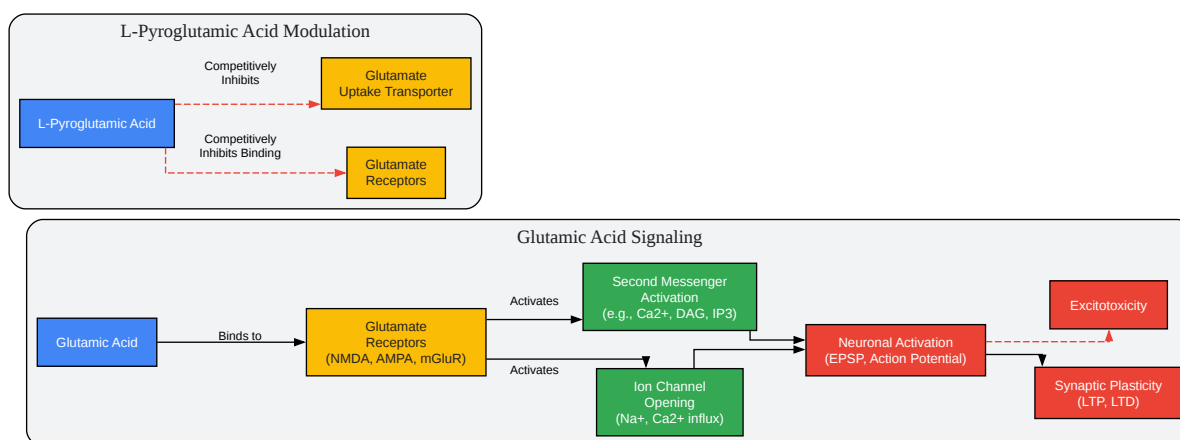 L-Pyroglutamic Acid Modulation
Competitively
Inhibits
Glutamate
Uptake Transporter
L-Pyroglutamic Acid
Competitively
Inhibits Binding
Glutamate
Receptors
Glutamic Acid Signaling
Second Messenger
Activation
(e.g., Ca2+, DAG, IP3)
Activates
Excitotoxicity
Glutamic Acid
Binds to
Glutamate
Receptors
(NMDA, AMPA, mGluR)
Neuronal Activation
(EPSP, Action Potential)
Activates
Ion Channel
Opening
(Na+, Ca2+ influx)
Synaptic Plasticity
(LTP, LTD)